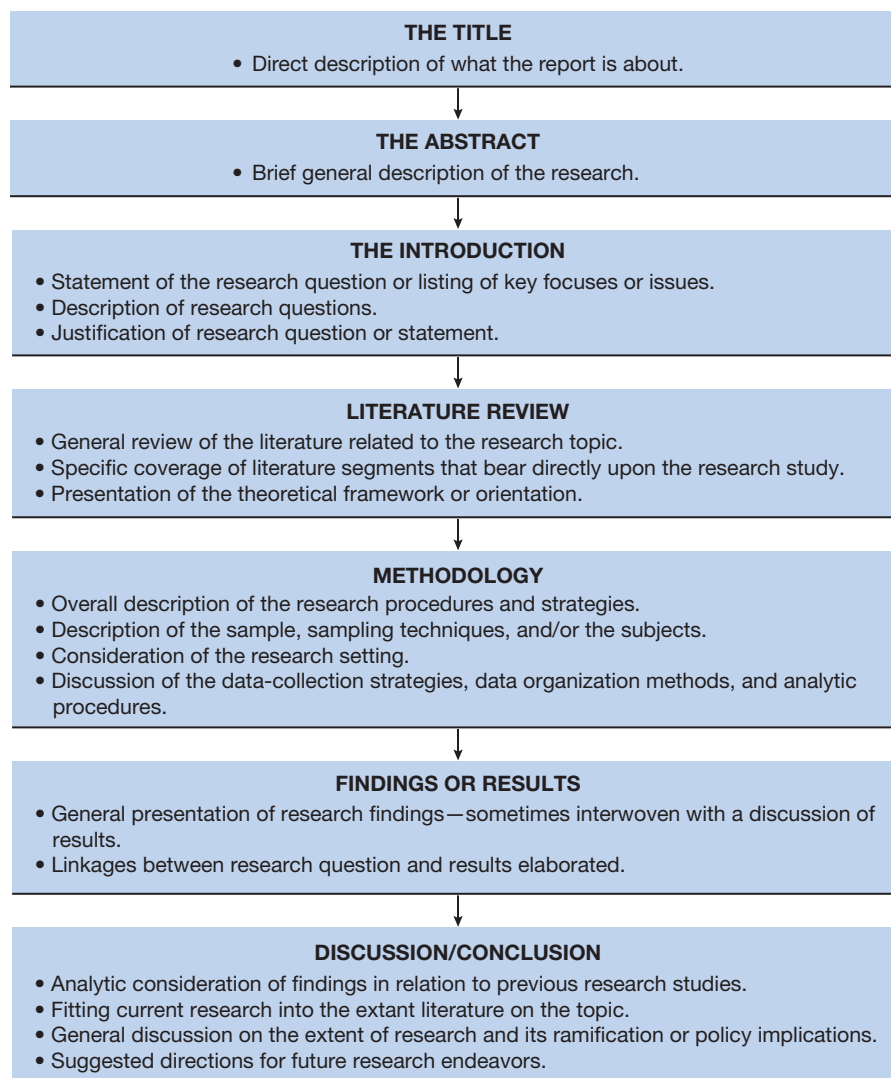 THE TITLE
• Direct description of what the report is about.
THE ABSTRACT
• Brief general description of the research.
THE INTRODUCTION
• Statement of the research question or listing of key focuses or issues.
• Description of research questions.
• Justification of research question or statement.
LITERATURE REVIEW
• General review of the literature related to the research topic.
• Specific coverage of literature segments that bear directly upon the research study.
• Presentation of the theoretical framework or orientation.
METHODOLOGY
• Overall description of the research procedures and strategies.
• Description of the sample, sampling techniques, and/or the subjects.
• Consideration of the research setting.
• Discussion of the data-collection strategies, data organization methods, and analytic
procedures.
FINDINGS OR RESULTS
• General presentation of research findings—sometimes interwoven with a discussion of
results.
• Linkages between research question and results elaborated.
DISCUSSION/CONCLUSION
• Analytic consideration of findings in relation to previous research studies.
• Fitting current research into the extant literature on the topic.
• General discussion on the extent of research and its ramification or policy implications.
• Suggested directions for future research endeavors.